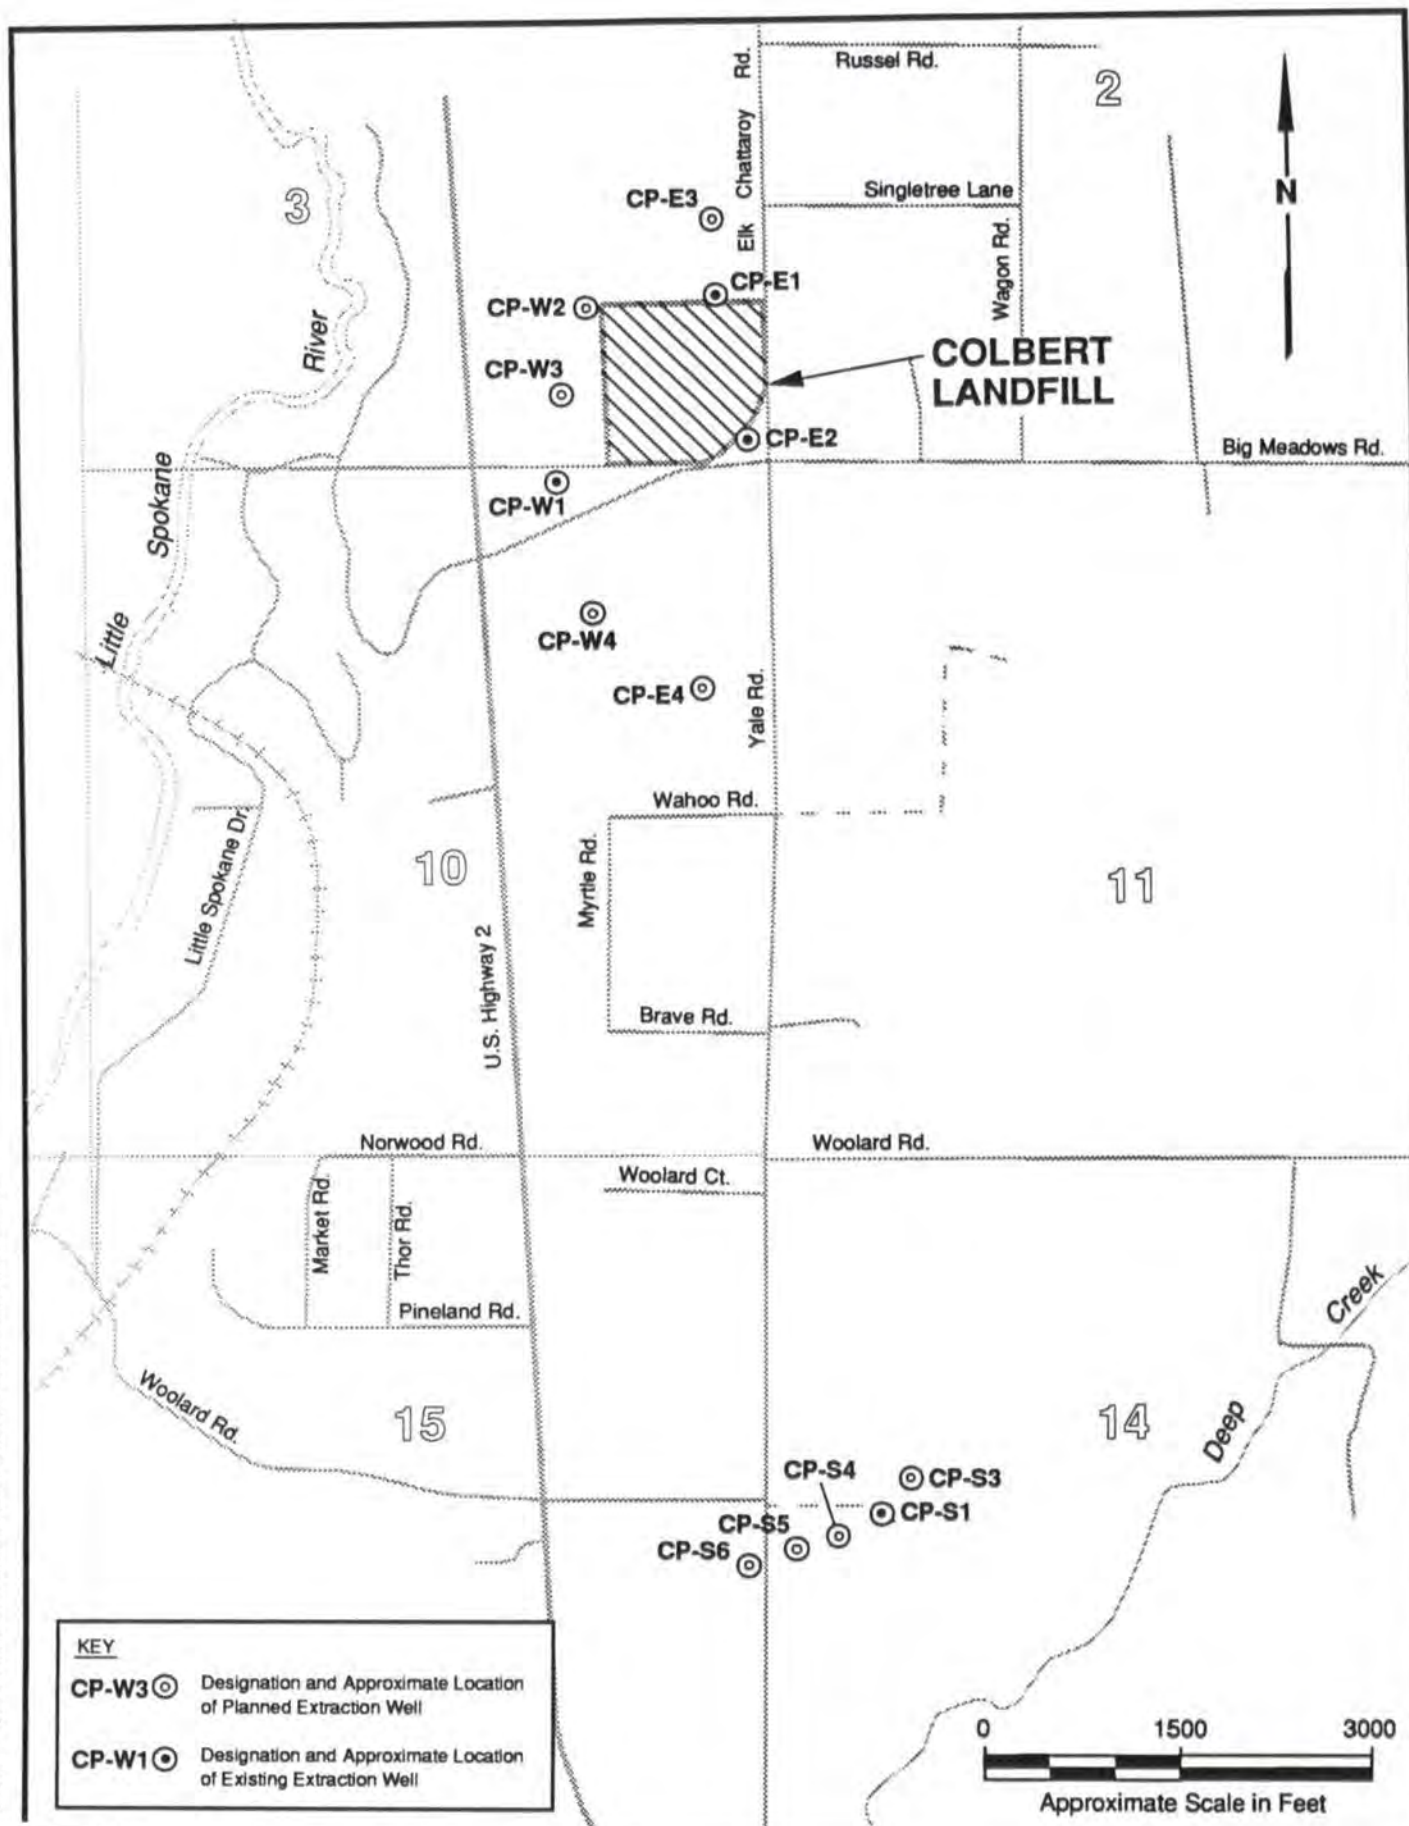 Russel Rd.
2
Elk Chattaroy Rd.
N
3
CP-E3
Singletree Lane
Wagon Rd.
CP-E1
CP-W2
River
COLBERT
LANDFILL
CP-W3
CP-E2
Big Meadows Rd.
Spokane
CP-W1
Little
CP-W4
CP-E4
Yale Rd.
Wahoo Rd.
Little Spokane Dr.
10
Myrtle Rd.
11
U.S. Highway 2
Brave Rd.
Norwood Rd.
Woolard Rd.
Woolard Ct.
Market Rd.
Thor Rd.
Pineland Rd.
Creek
Woolard Rd.
15
14
Deep
CP-S4
CP-S3
CP-S1
CP-S5
CP-S6
KEY
CP-W3 Designation and Approximate Location
of Planned Extraction Well
CP-W1 Designation and Approximate Location
of Existing Extraction Well
0 1500 3000
Approximate Scale in Feet